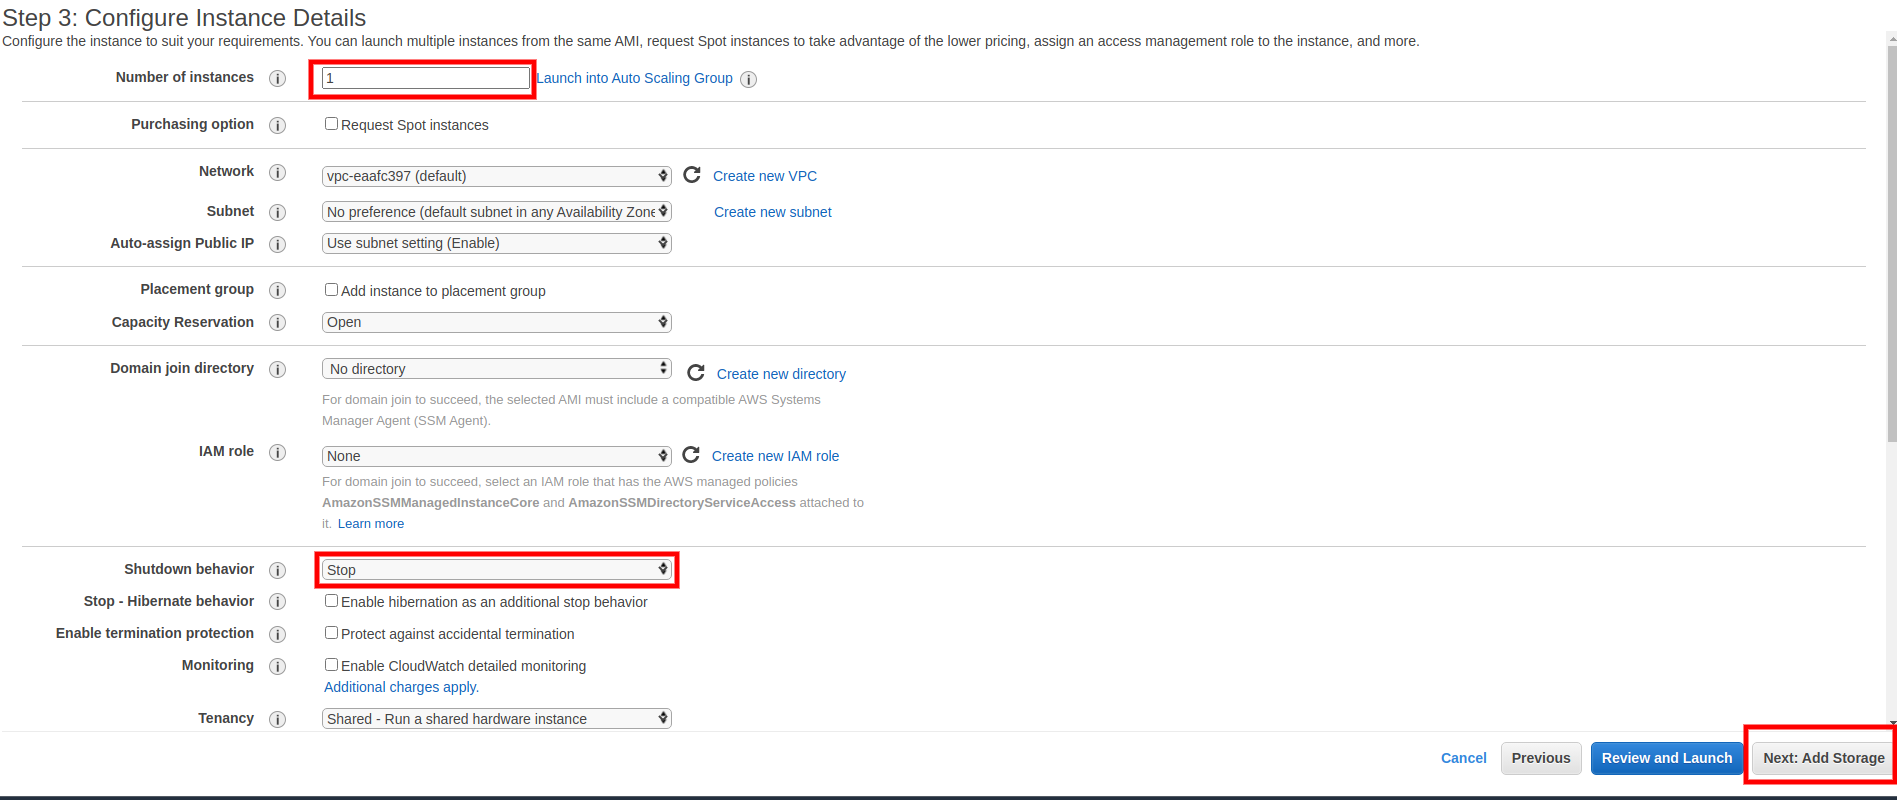 Step 3: Configure Instance Details
Configure the instance to suit your requirements. You can launch multiple instances from the same AMI, request Spot instances to take advantage of the lower pricing, assign an access management role to the instance, and more.
Number of instances i 1 Launch into Auto Scaling Group i
Purchasing option i Request Spot instances
Network i vpc-eaafc397 (default) Create new VPC
Subnet i No preference (default subnet in any Availability Zone Create new subnet
Auto-assign Public IP i Use subnet setting (Enable)
Placement group i Add instance to placement group
Capacity Reservation i Open
Domain join directory i No directory Create new directory
For domain join to succeed, the selected AMI must include a compatible AWS Systems
Manager Agent (SSM Agent).
IAM role i None Create new IAM role
For domain join to succeed, select an IAM role that has the AWS managed policies
AmazonSSMManagedInstanceCore and AmazonSSMDirectoryServiceAccess attached to
it. Learn more
Shutdown behavior i Stop
Stop - Hibernate behavior i Enable hibernation as an additional stop behavior
Enable termination protection i Protect against accidental termination
Monitoring i Enable CloudWatch detailed monitoring
Additional charges apply.
Tenancy i Shared - Run a shared hardware instance
Cancel Previous Review and Launch Next: Add Storage